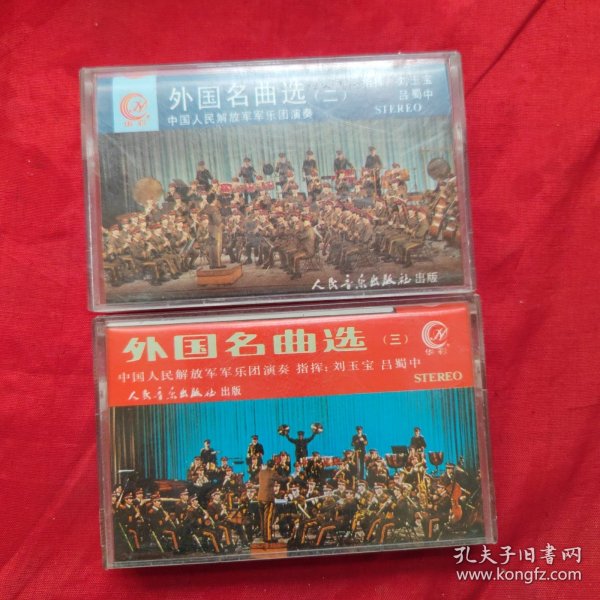 外国名曲选（二）
指挥：刘玉宝
吕蜀中
中国人民解放军军乐团演奏
STEREO
华彩
人民音乐出版社出版
外国名曲选（三）
华彩
中国人民解放军军乐团演奏 指挥：刘玉宝 吕蜀中
STEREO
人民音乐出版社出版
孔夫子旧书网
www.kongfz.com